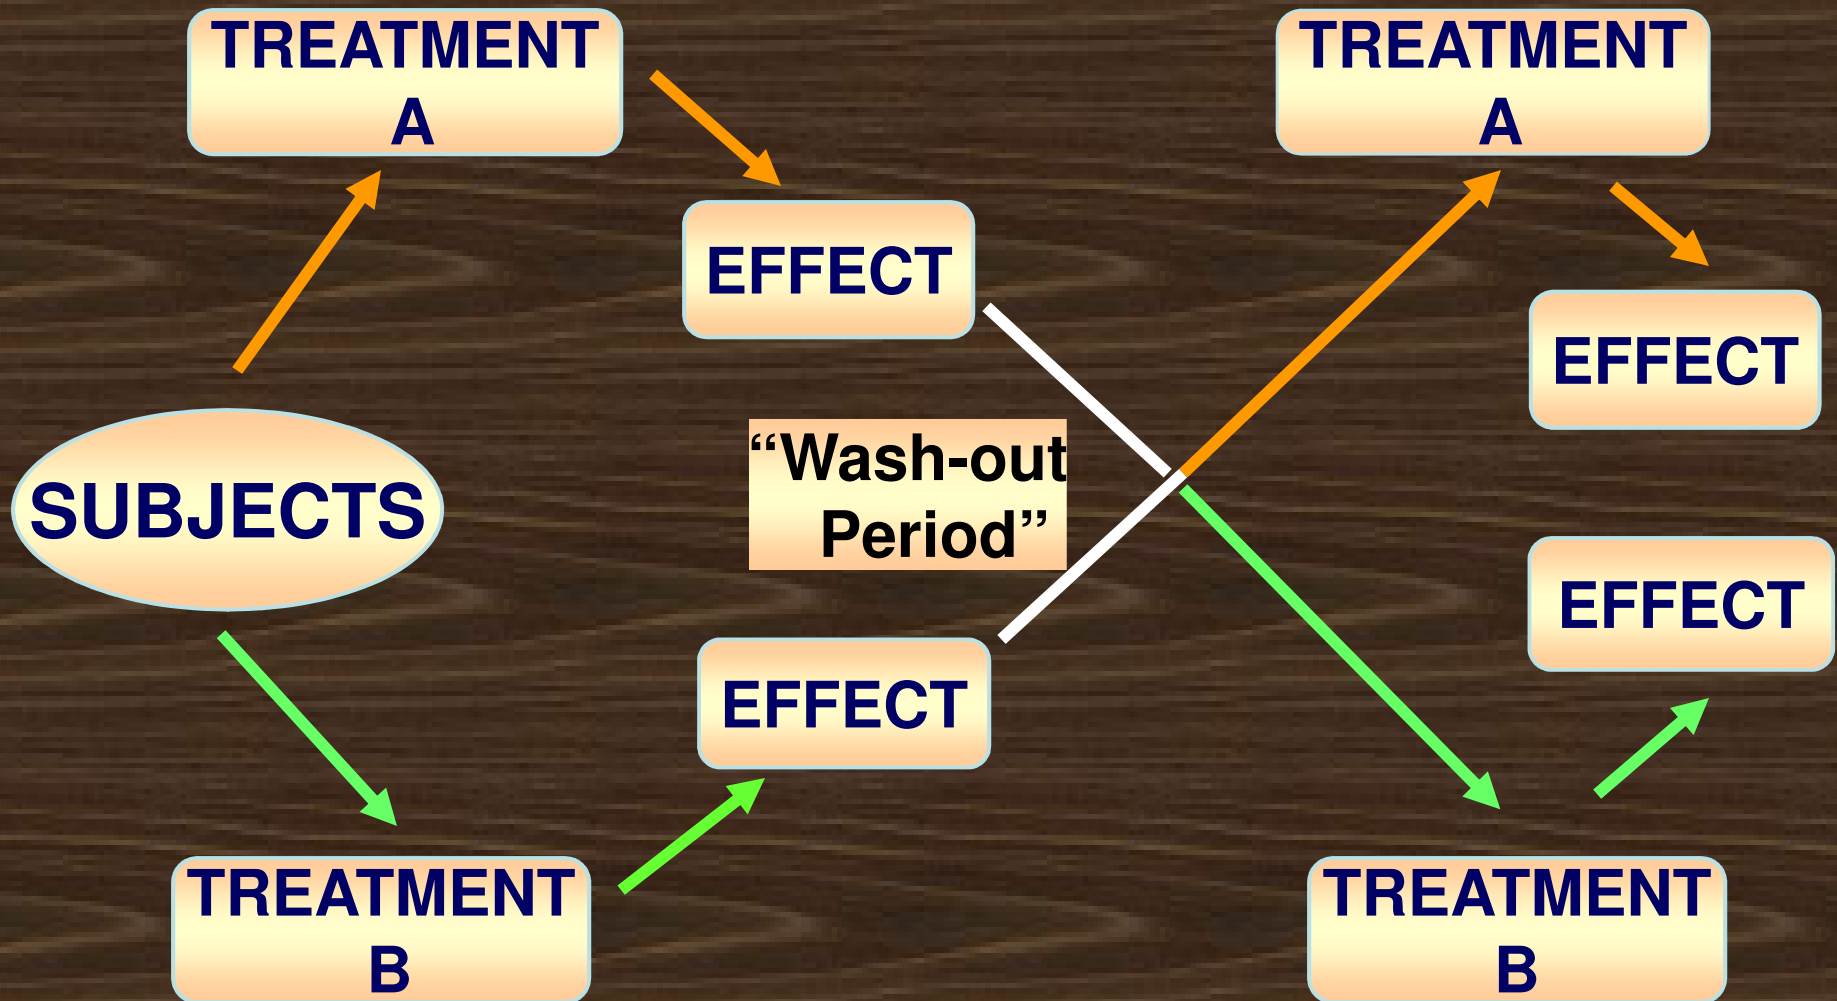 TREATMENT
A
TREATMENT
A
EFFECT
EFFECT
“Wash-out
Period”
SUBJECTS
EFFECT
EFFECT
TREATMENT
B
TREATMENT
B